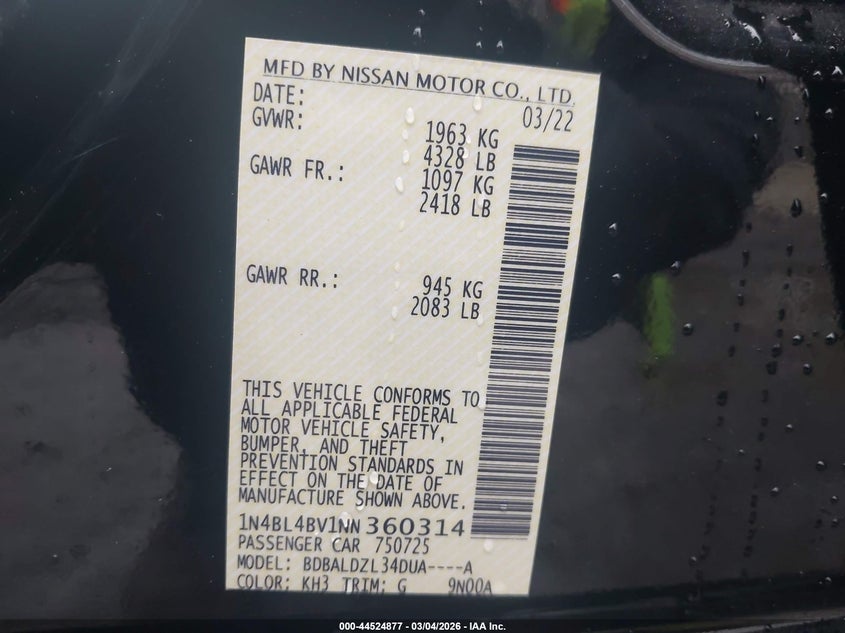 MFD BY NISSAN MOTOR CO., LTD.
DATE: 03/22
GVWR: 1963 KG
4328 LB
GAWR FR.: 1097 KG
2418 LB
GAWR RR.: 945 KG
2083 LB
THIS VEHICLE CONFORMS TO
ALL APPLICABLE FEDERAL
MOTOR VEHICLE SAFETY,
BUMPER, AND THEFT
PREVENTION STANDARDS IN
EFFECT ON THE DATE OF
MANUFACTURE SHOWN ABOVE.
1N4BL4BV1NN360314
PASSENGER CAR 750725
MODEL: BDBALDZL34DUA----A
COLOR: KH3 TRIM: G 9N00A
000-44524877 - 03/04/2026 - IAA Inc.